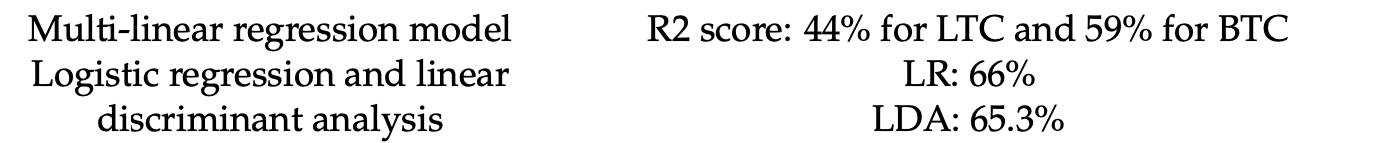 Multi-linear regression model R2 score: 44% for LTC and 59% for BTC
Logistic regression and linear LR: 66%
discriminant analysis LDA: 65.3%